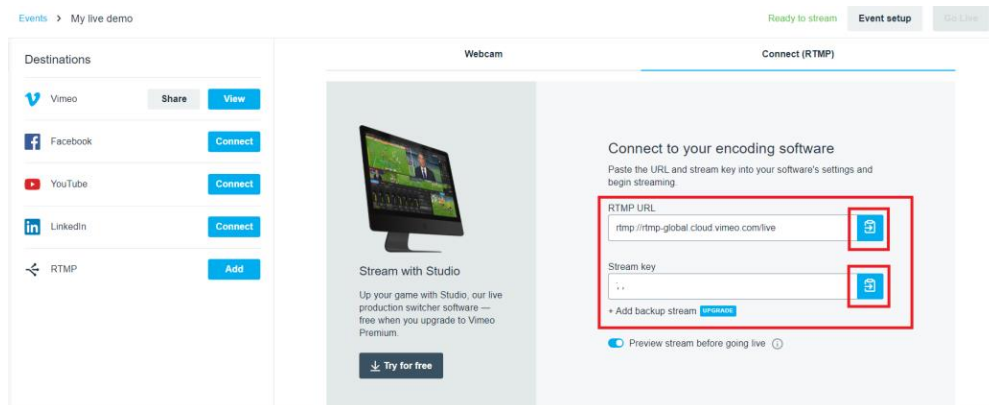 Events > My live demo
Ready to stream
Event setup
Go Live
Destinations
Vimeo
Share
View
Facebook
Connect
YouTube
Connect
LinkedIn
Connect
RTMP
Add
Webcam
Connect (RTMP)
Stream with Studio
Up your game with Studio, our live
production switcher software —
free when you upgrade to Vimeo
Premium.
Try for free
Connect to your encoding software
Paste the URL and stream key into your software's settings and
begin streaming.
RTMP URL
rtmp://rtmp-global.cloud.vimeo.com/live
Stream key
+ Add backup stream UPGRADE
Preview stream before going live